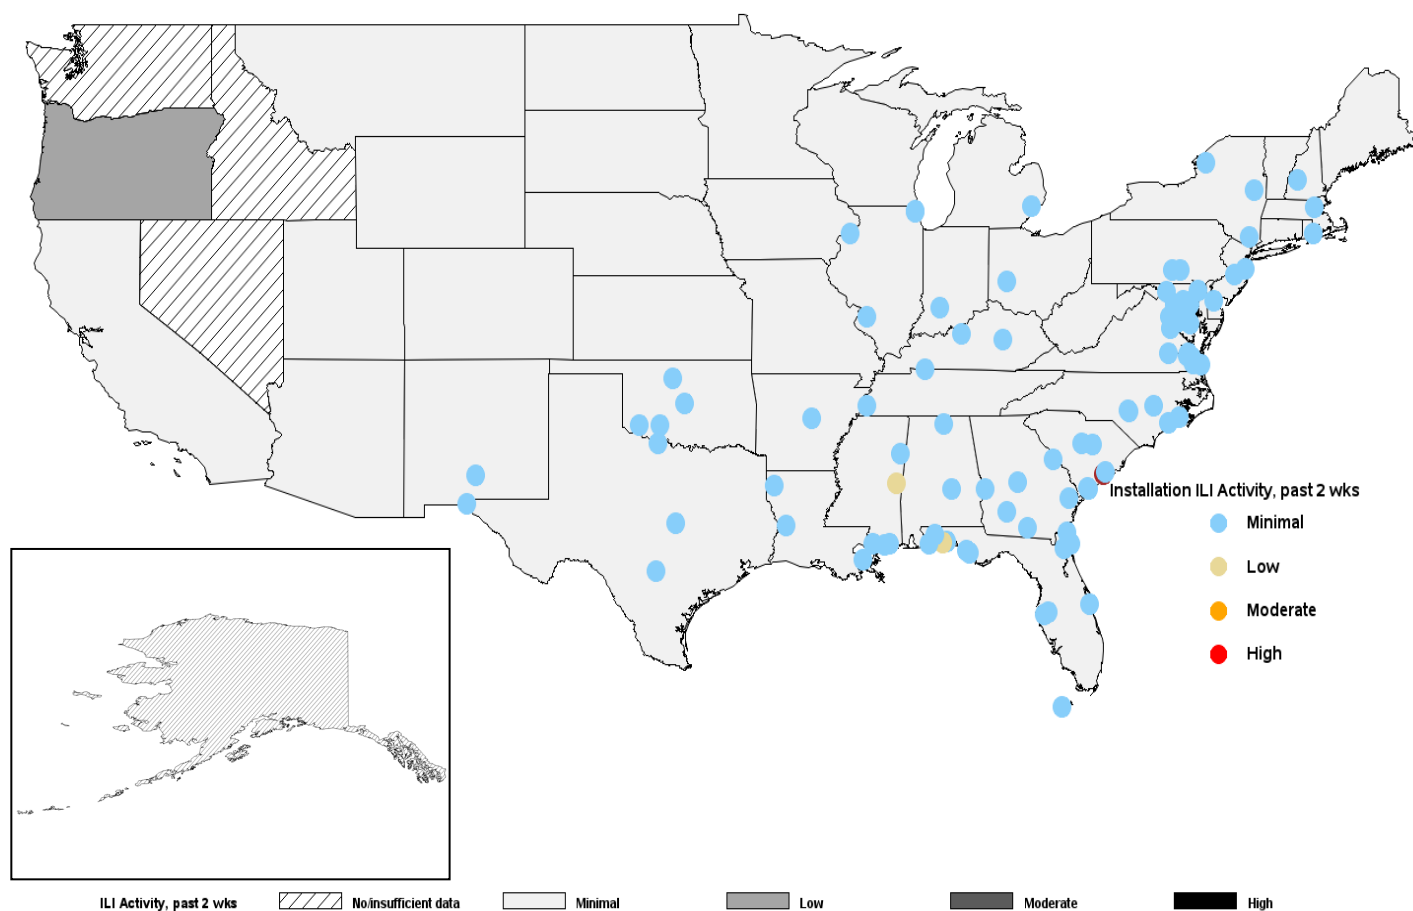 Installation ILI Activity, past 2 wks
Minimal
Low
Moderate
High
ILI Activity, past 2 wks No/insufficient data Minimal Low Moderate High